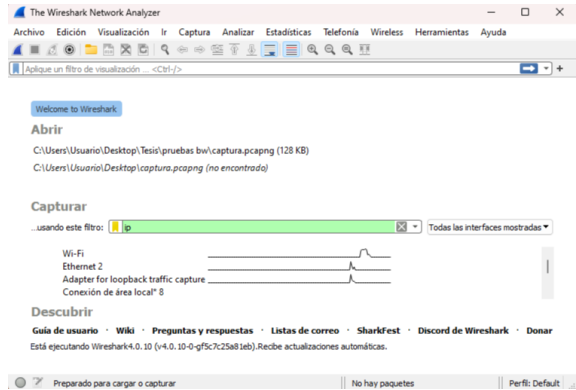 The Wireshark Network Analyzer
Archivo Edición Visualización Ir Captura Analizar Estadísticas Telefonía Wireless Herramientas Ayuda
Aplique un filtro de visualización ... <Ctrl-/>
Welcome to Wireshark
Abrir
C:\Users\Usuario\Desktop\Tesis\pruebas bw\captura.pcapng (128 KB)
C:\Users\Usuario\Desktop\captura.pcapng (no encontrado)
Capturar
...usando este filtro: ip Todas las interfaces mostradas
Wi-Fi
Ethernet 2
Adapter for loopback traffic capture
Conexión de área local* 8
Descubrir
Guía de usuario · Wiki · Preguntas y respuestas · Listas de correo · SharkFest · Discord de Wireshark · Donar
Está ejecutando Wireshark4.0.10 (v4.0.10-0-gf5c7c25a81eb).Recibe actualizaciones automáticas.
Preparado para cargar o capturar No hay paquetes Perfil: Default